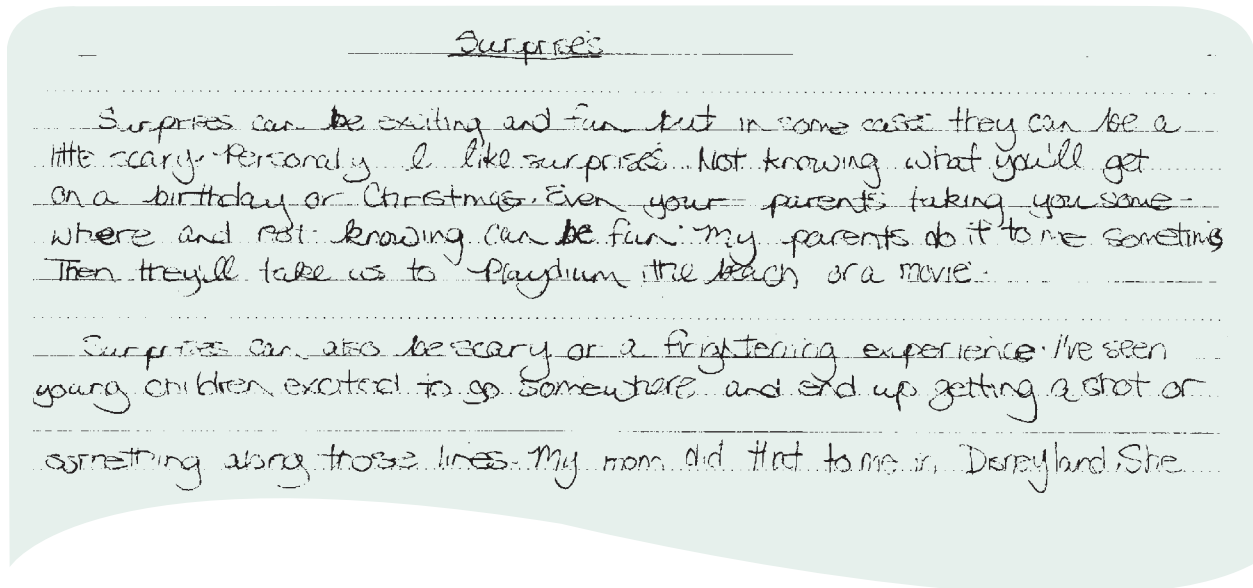 Surprises
Surprises can be exiting and fun but in some cases they can be a
little scary. Personaly I like surprises. Not knowing what you'll get
on a birthday or Christmas. Even your parents taking you some-
where and not knowing can be fun. My parents do it to me sometims
Then they'll take us to Playdium, the beach, or a movie.
Surprises can also be scary or a frightening experience. I've seen
young children excited to go somewhere and end up getting a shot or
something along those lines. My mom did that to me in Disneyland. She